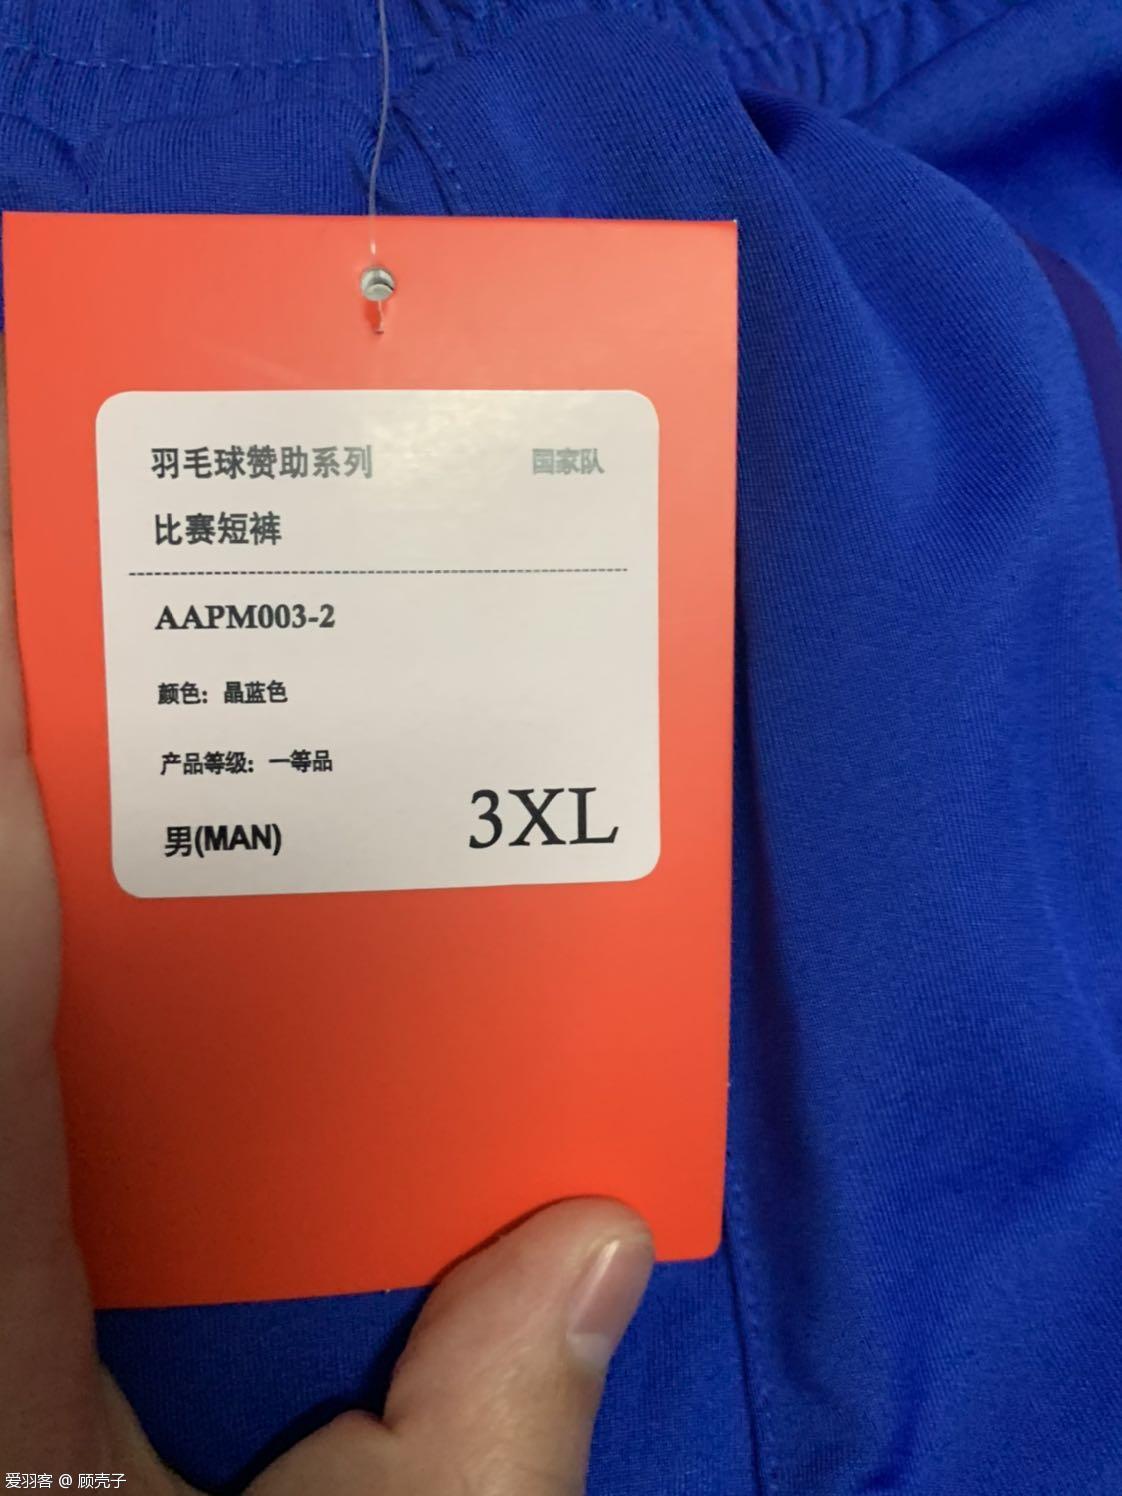 羽毛球赞助系列 国家队
比赛短裤
AAPM003-2
颜色: 晶蓝色
产品等级: 一等品
男(MAN) 3XL
爱羽客 @ 顾壳子